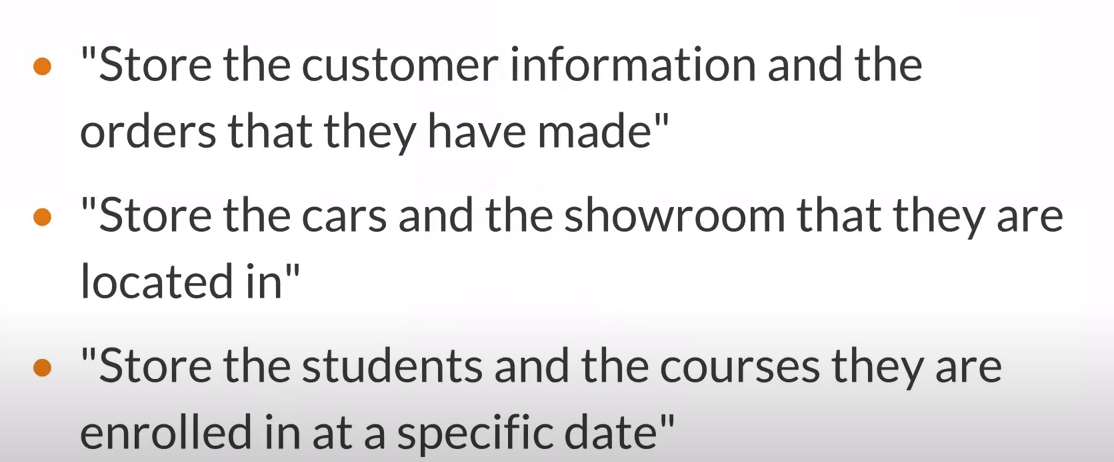 • "Store the customer information and the
orders that they have made"
• "Store the cars and the showroom that they are
located in"
• "Store the students and the courses they are
enrolled in at a specific date"